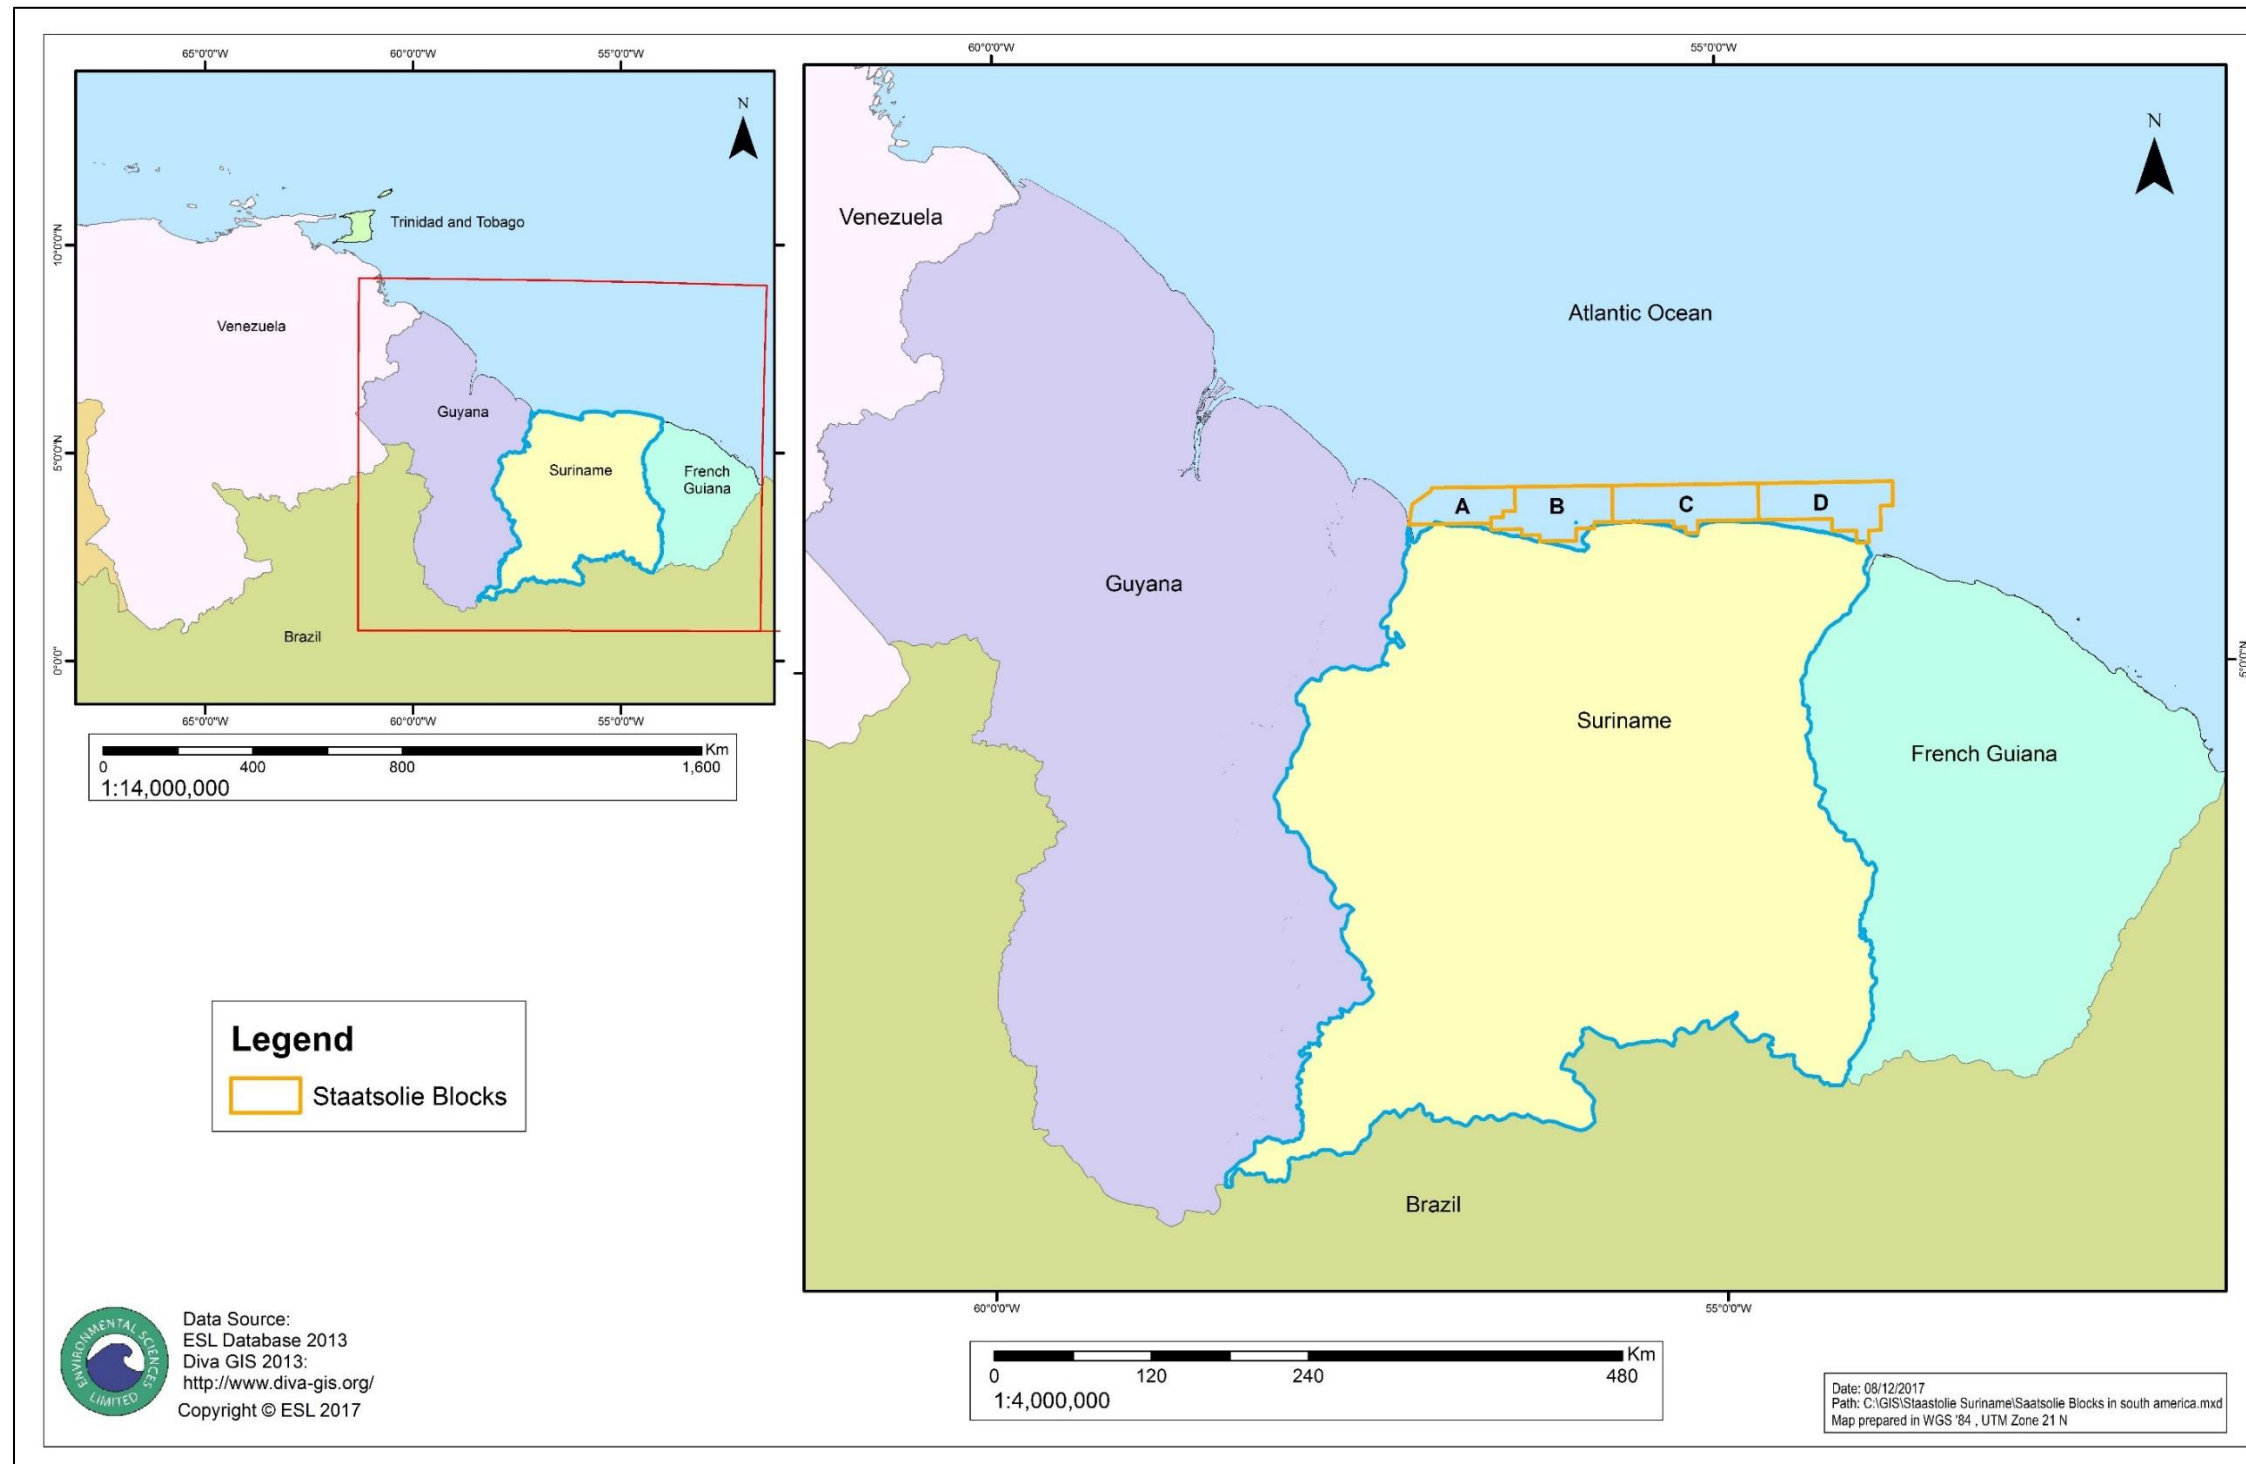 65°0'0"W
60°0'0"W
55°0'0"W
N
10°0'0"N
5°0'0"N
0°0'0"
Trinidad and Tobago
Venezuela
Guyana
Suriname
French
Guiana
Brazil
65°0'0"W
60°0'0"W
55°0'0"W
Km
0
400
800
1,600
1:14,000,000
Legend
Staatsolie Blocks
60°0'0"W
55°0'0"W
N
Venezuela
Atlantic Ocean
A
B
C
D
Guyana
Suriname
French Guiana
Brazil
5°0'0"N
60°0'0"W
55°0'0"W
Km
0
120
240
480
1:4,000,000
ENVIRONMENTAL SCIENCES
LIMITED
Data Source:
ESL Database 2013
Diva GIS 2013:
http://www.diva-gis.org/
Copyright © ESL 2017
Date: 08/12/2017
Path: C:\GIS\Staastolie Suriname\Saatsolie Blocks in south america.mxd
Map prepared in WGS '84 , UTM Zone 21 N